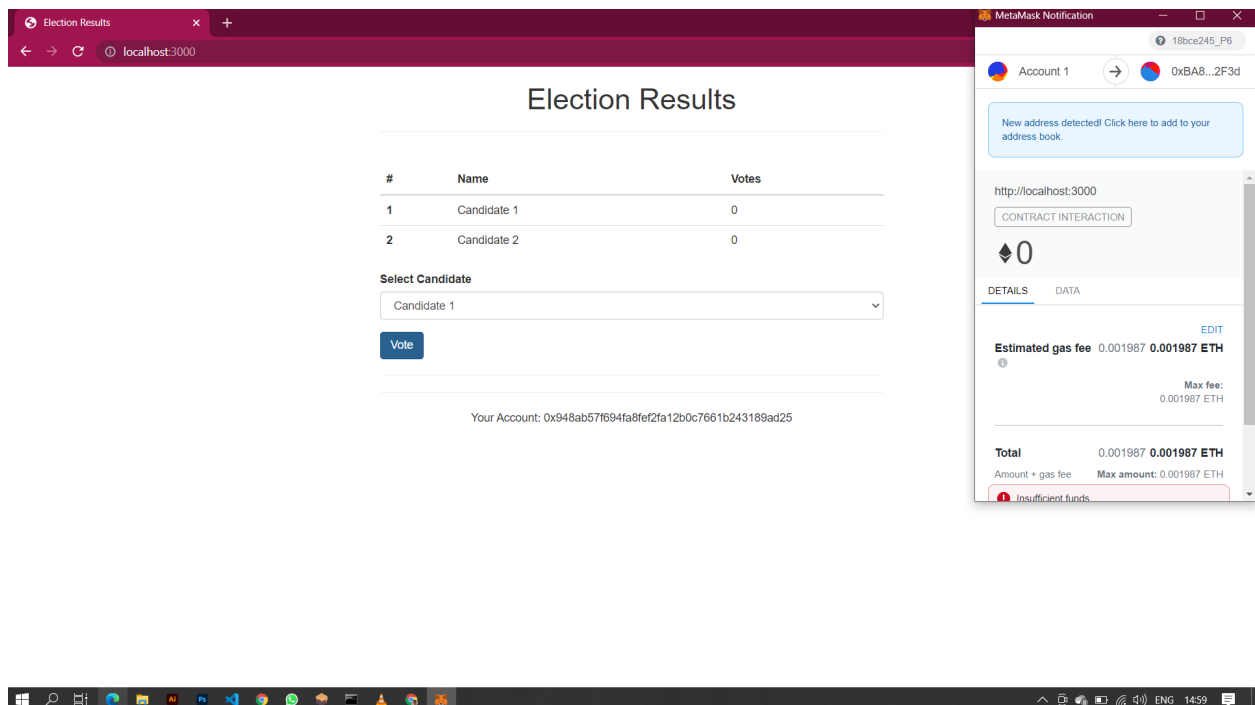 Election Results
localhost:3000
Election Results
# Name Votes
1 Candidate 1 0
2 Candidate 2 0
Select Candidate
Candidate 1
Vote
Your Account: 0x948ab57f694fa8fef2fa12b0c7661b243189ad25
MetaMask Notification
18bce245_P6
Account 1 0xBA8...2F3d
New address detected! Click here to add to your
address book.
http://localhost:3000
CONTRACT INTERACTION
0
DETAILS DATA
EDIT
Estimated gas fee 0.001987 0.001987 ETH
Max fee:
0.001987 ETH
Total 0.001987 0.001987 ETH
Amount + gas fee Max amount: 0.001987 ETH
Insufficient funds.
Ai Ps ENG 14:59